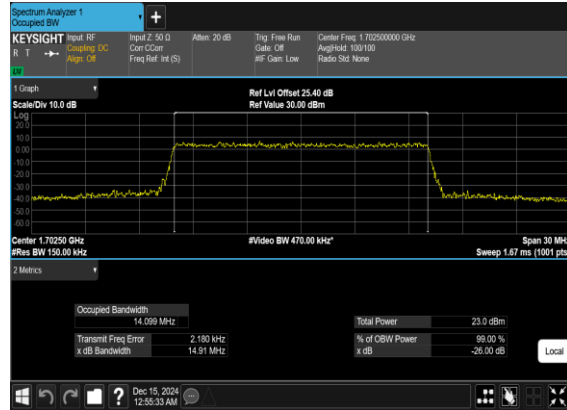 Spectrum Analyzer 1
Occupied BW
+
KEYSIGHT Input: RF Input Z: 50 Ω Atten: 20 dB Trig: Free Run Center Freq: 1.702500000 GHz
R T Coupling: DC Corr CCorr Gate: Off Avg|Hold: 100/100
Align: Off Freq Ref: Int (S) #IF Gain: Low Radio Std: None
1 Graph
Ref Lvl Offset 25.40 dB
Scale/Div 10.0 dB Ref Value 30.00 dBm
Log
20.0
10.0
0.00
-10.0
-20.0
-30.0
-40.0
-50.0
-60.0
Center 1.70250 GHz #Video BW 470.00 kHz* Span 30 MHz
#Res BW 150.00 kHz Sweep 1.67 ms (1001 pts
2 Metrics
Occupied Bandwidth
14.099 MHz Total Power 23.0 dBm
Transmit Freq Error 2.180 kHz % of OBW Power 99.00 %
x dB Bandwidth 14.91 MHz x dB -26.00 dB
Local
? Dec 15, 2024
12:55:33 AM